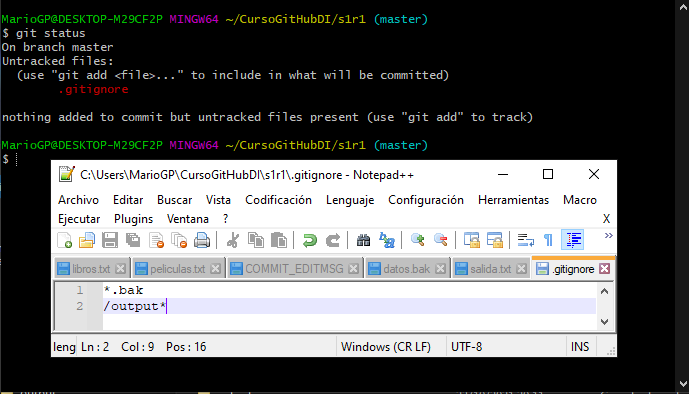 MarioGP@DESKTOP-M29CF2P MINGW64 ~/CursoGitHubDI/s1r1 (master)
$ git status
On branch master
Untracked files:
(use "git add <file>..." to include in what will be committed)
.gitignore
nothing added to commit but untracked files present (use "git add" to track)
MarioGP@DESKTOP-M29CF2P MINGW64 ~/CursoGitHubDI/s1r1 (master)
$
C:\Users\MarioGP\CursoGitHubDI\s1r1\.gitignore - Notepad++
Archivo Editar Buscar Vista Codificación Lenguaje Configuración Herramientas Macro
Ejecutar Plugins Ventana ? X
libros.txt peliculas.txt COMMIT_EDITMSG datos.bak salida.txt .gitignore
1 *.bak
2 /output*
leng Ln : 2 Col : 9 Pos : 16 Windows (CR LF) UTF-8 INS